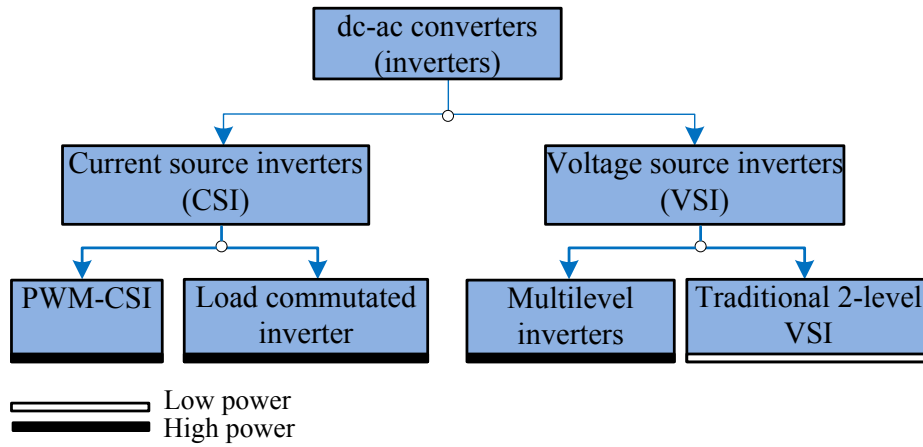 dc-ac converters
(inverters)
Current source inverters
(CSI)
Voltage source inverters
(VSI)
PWM-CSI
Load commutated
inverter
Multilevel
inverters
Traditional 2-level
VSI
Low power
High power